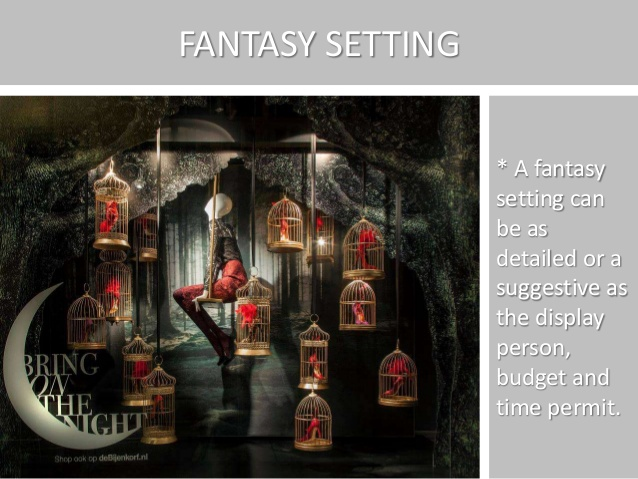 FANTASY SETTING
* A fantasy
setting can
be as
detailed or a
suggestive as
the display
person,
budget and
time permit.
BRING
ON
THE
NIGHT
Shop ook op deBijenkorf.nl